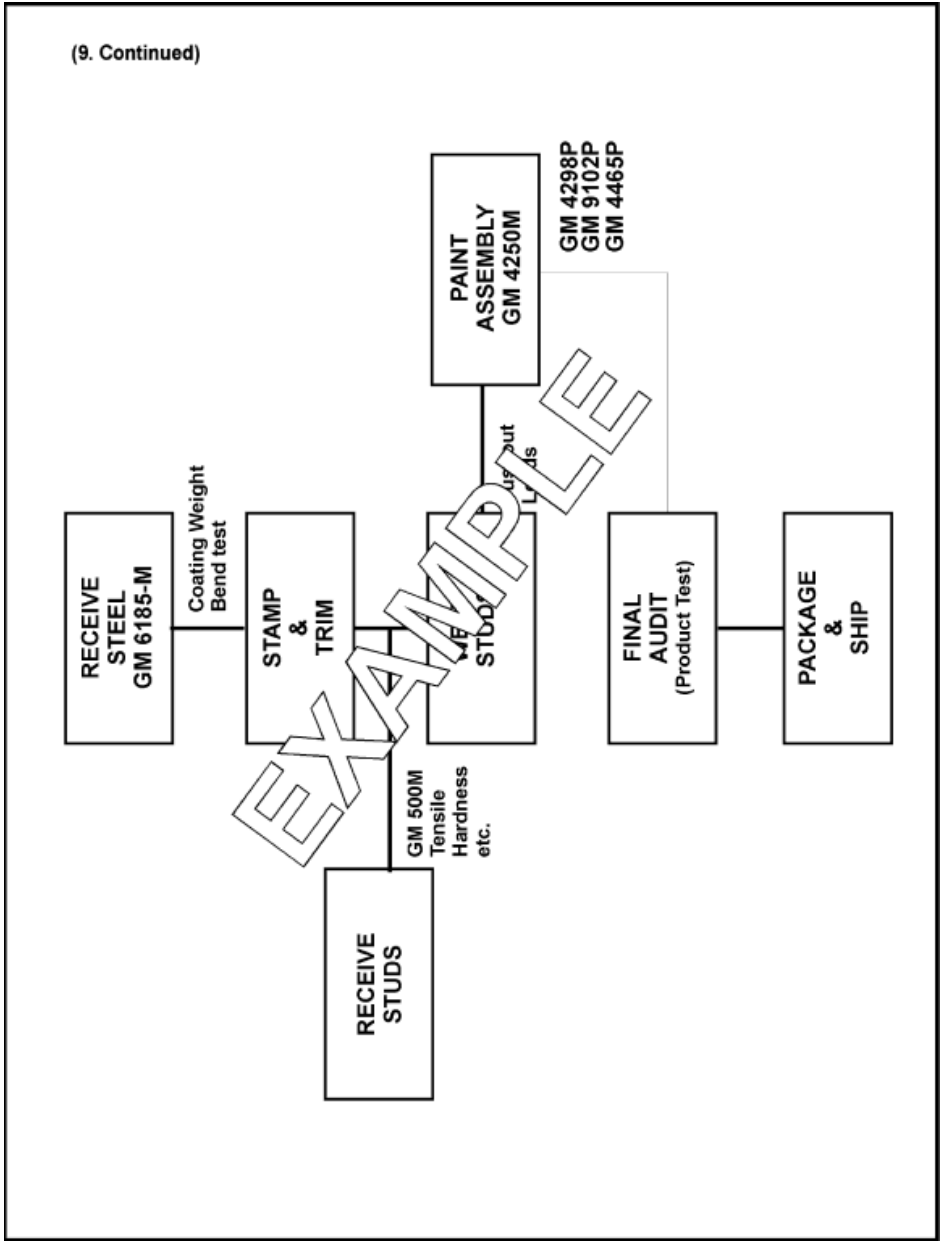 (9. Continued)
RECEIVE
STEEL
GM 6185-M
Coating Weight
Bend test
STAMP
&
TRIM
RECEIVE
STUDS
GM 500M
Tensile
Hardness
etc.
STUDS
PAINT
ASSEMBLY
GM 4250M
GM 4298P
GM 9102P
GM 4465P
FINAL
AUDIT
(Product Test)
PACKAGE
&
SHIP
EXAMPLE